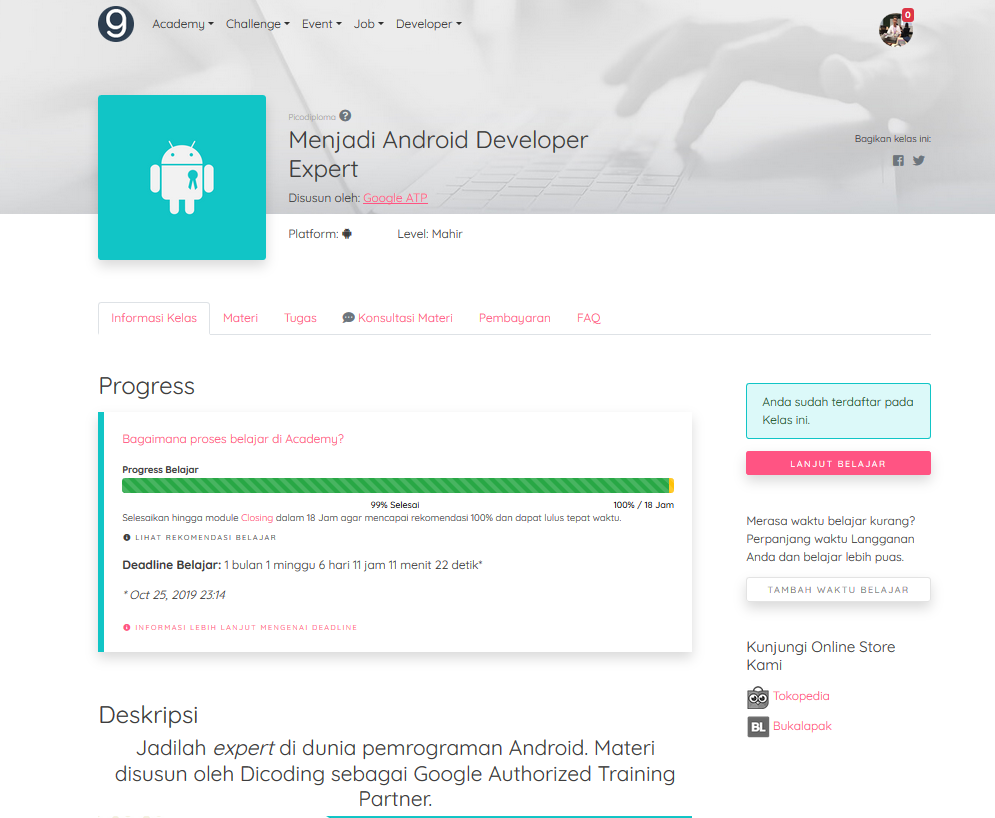 Academy Challenge Event Job Developer
0
Picodiploma
Menjadi Android Developer
Expert
Disusun oleh: Google ATP
Platform: Level: Mahir
Bagikan kelas ini:
Informasi Kelas Materi Tugas Konsultasi Materi Pembayaran FAQ
Progress
Bagaimana proses belajar di Academy?
Progress Belajar
99% Selesai 100% / 18 Jam
Selesaikan hingga module Closing dalam 18 Jam agar mencapai rekomendasi 100% dan dapat lulus tepat waktu.
LIHAT REKOMENDASI BELAJAR
Deadline Belajar: 1 bulan 1 minggu 6 hari 11 jam 11 menit 22 detik*
* Oct 25, 2019 23:14
INFORMASI LEBIH LANJUT MENGENAI DEADLINE
Anda sudah terdaftar pada
Kelas ini.
LANJUT BELAJAR
Merasa waktu belajar kurang?
Perpanjang waktu Langganan
Anda dan belajar lebih puas.
TAMBAH WAKTU BELAJAR
Kunjungi Online Store
Kami
Tokopedia
BL Bukalapak
Deskripsi
Jadilah expert di dunia pemrograman Android. Materi
disusun oleh Dicoding sebagai Google Authorized Training
Partner.